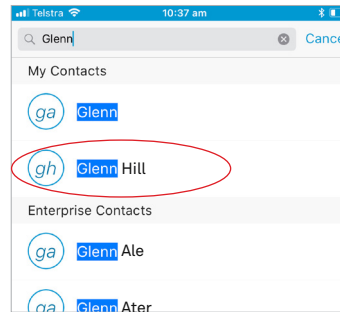 Telstra 10:37 am
Glenn Cance
My Contacts
ga Glenn
gh Glenn Hill
Enterprise Contacts
ga Glenn Ale
ga Glenn Ater